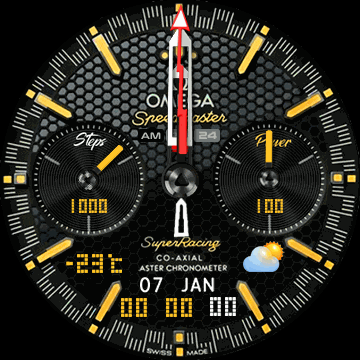 OMEGA
Speedmaster
AM 24
Steps
Power
1000
100
SuperRacing
-23°C
CO-AXIAL
ASTER CHRONOMETER
07 JAN
00 00 00
SWISS MADE